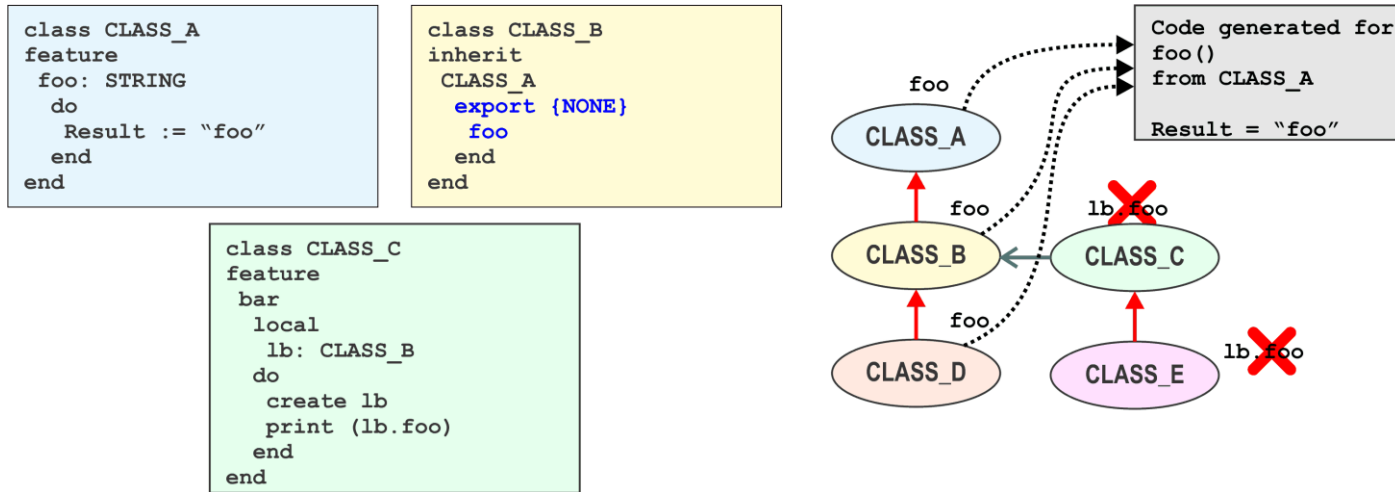 class CLASS_A
feature
foo: STRING
do
Result := “foo”
end
end
class CLASS_B
inherit
CLASS_A
export {NONE}
foo
end
end
class CLASS_C
feature
bar
local
lb: CLASS_B
do
create lb
print (lb.foo)
end
end
Code generated for
foo()
from CLASS_A
Result = “foo”
foo
CLASS_A
foo
lb.foo
CLASS_B
CLASS_C
foo
lb.foo
CLASS_D
CLASS_E